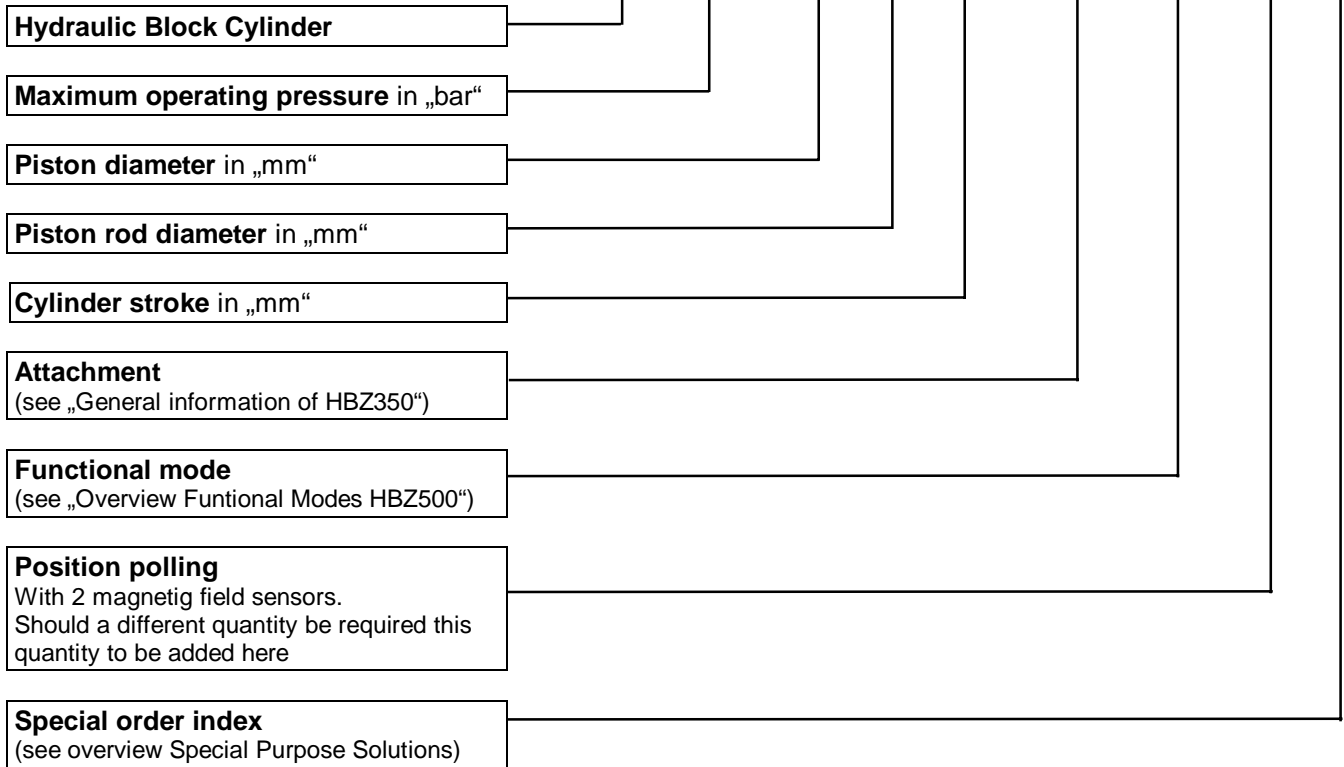 Hydraulic Block Cylinder
Maximum operating pressure in „bar“
Piston diameter in „mm“
Piston rod diameter in „mm“
Cylinder stroke in „mm“
Attachment
(see „General information of HBZ350“)
Functional mode
(see „Overview Funtional Modes HBZ500“)
Position polling
With 2 magnetig field sensors.
Should a different quantity be required this
quantity to be added here
Special order index
(see overview Special Purpose Solutions)